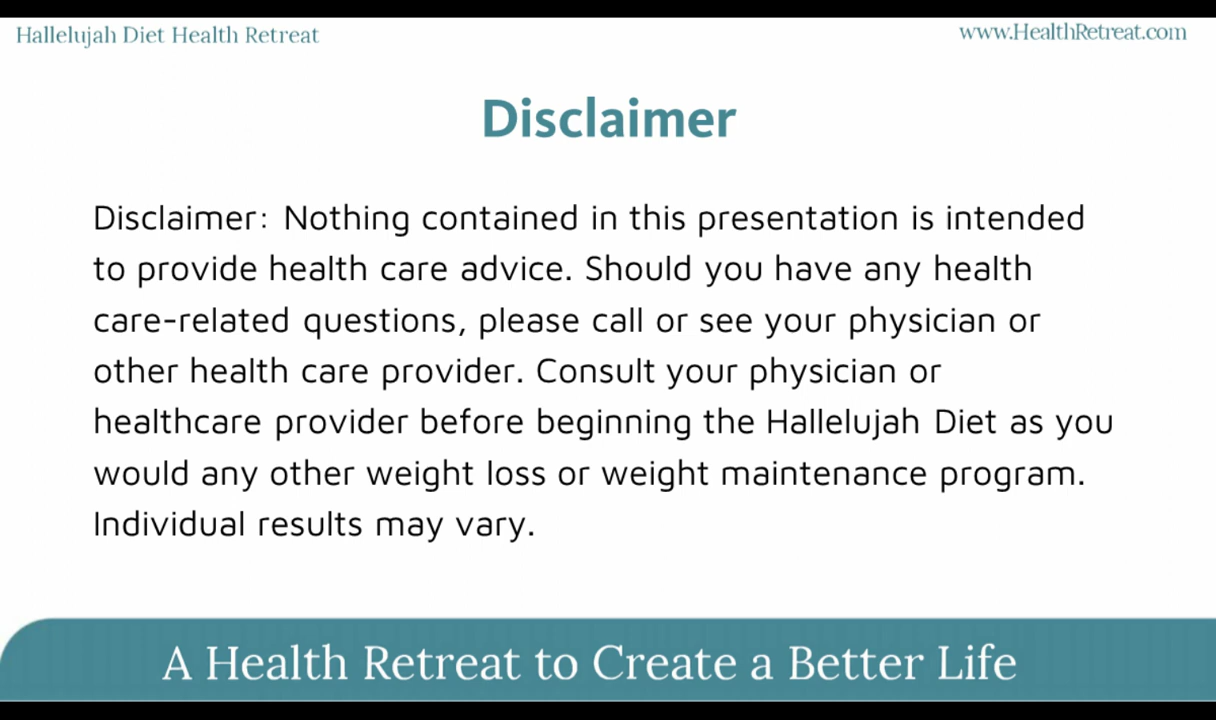 Hallelujah Diet Health Retreat
www.HealthRetreat.com
Disclaimer
Disclaimer: Nothing contained in this presentation is intended
to provide health care advice. Should you have any health
care-related questions, please call or see your physician or
other health care provider. Consult your physician or
healthcare provider before beginning the Hallelujah Diet as you
would any other weight loss or weight maintenance program.
Individual results may vary.
A Health Retreat to Create a Better Life